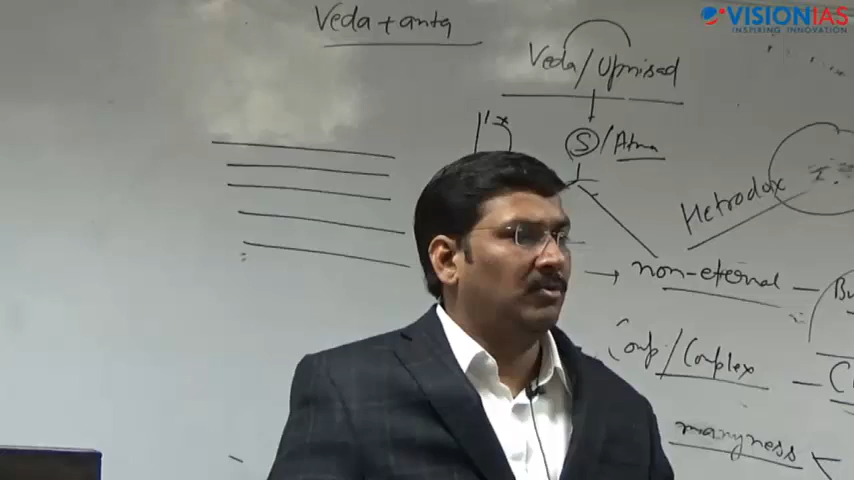 VISIONIAS
INSPIRING INNOVATION
Veda + anta
Veda / Upnisad
S / Atma
Hetrodox
non-eternal
Comp / Complex
manyness